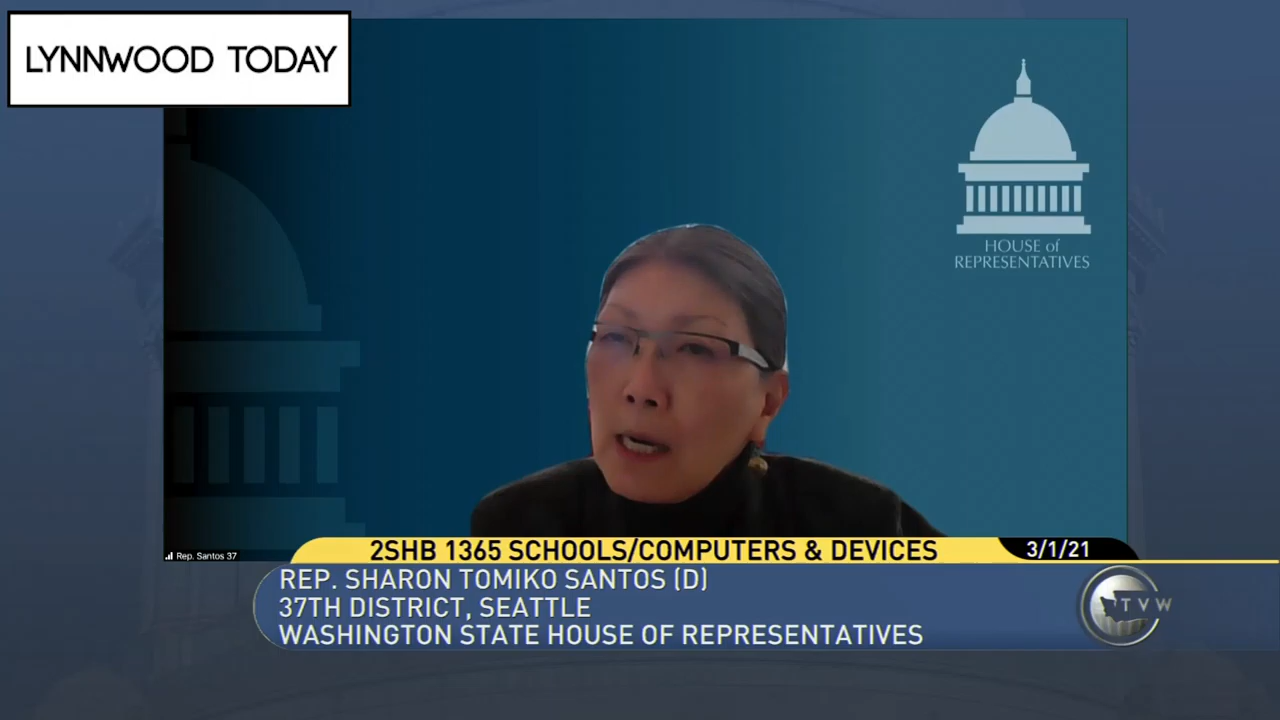 LYNNWOOD TODAY
HOUSE of
REPRESENTATIVES
Rep. Santos 37
2SHB 1365 SCHOOLS/COMPUTERS & DEVICES
3/1/21
REP. SHARON TOMIKO SANTOS (D)
37TH DISTRICT, SEATTLE
WASHINGTON STATE HOUSE OF REPRESENTATIVES
TVW